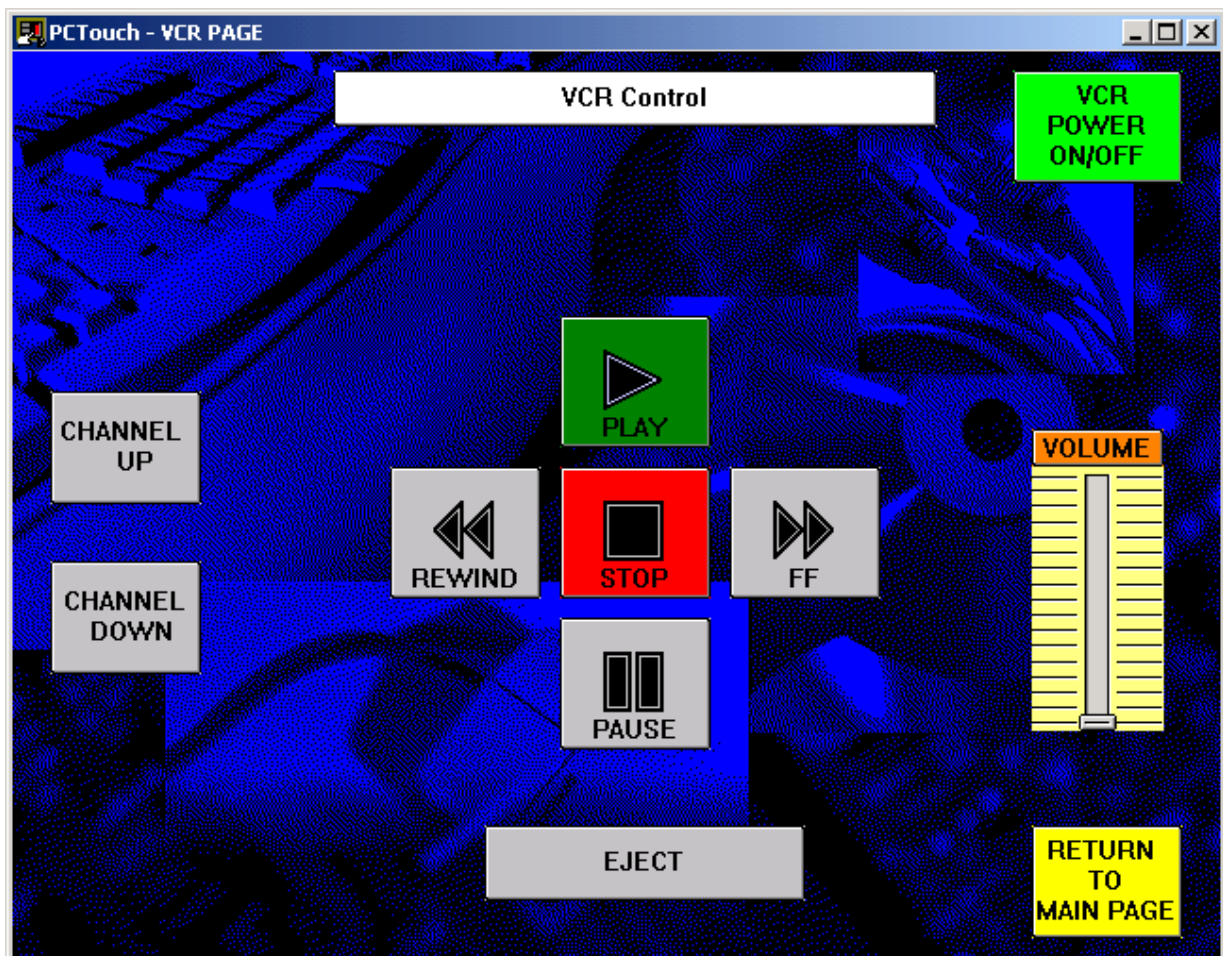 PCTouch - VCR PAGE
VCR Control
VCR
POWER
ON/OFF
PLAY
CHANNEL
UP
VOLUME
REWIND
STOP
FF
CHANNEL
DOWN
PAUSE
EJECT
RETURN
TO
MAIN PAGE